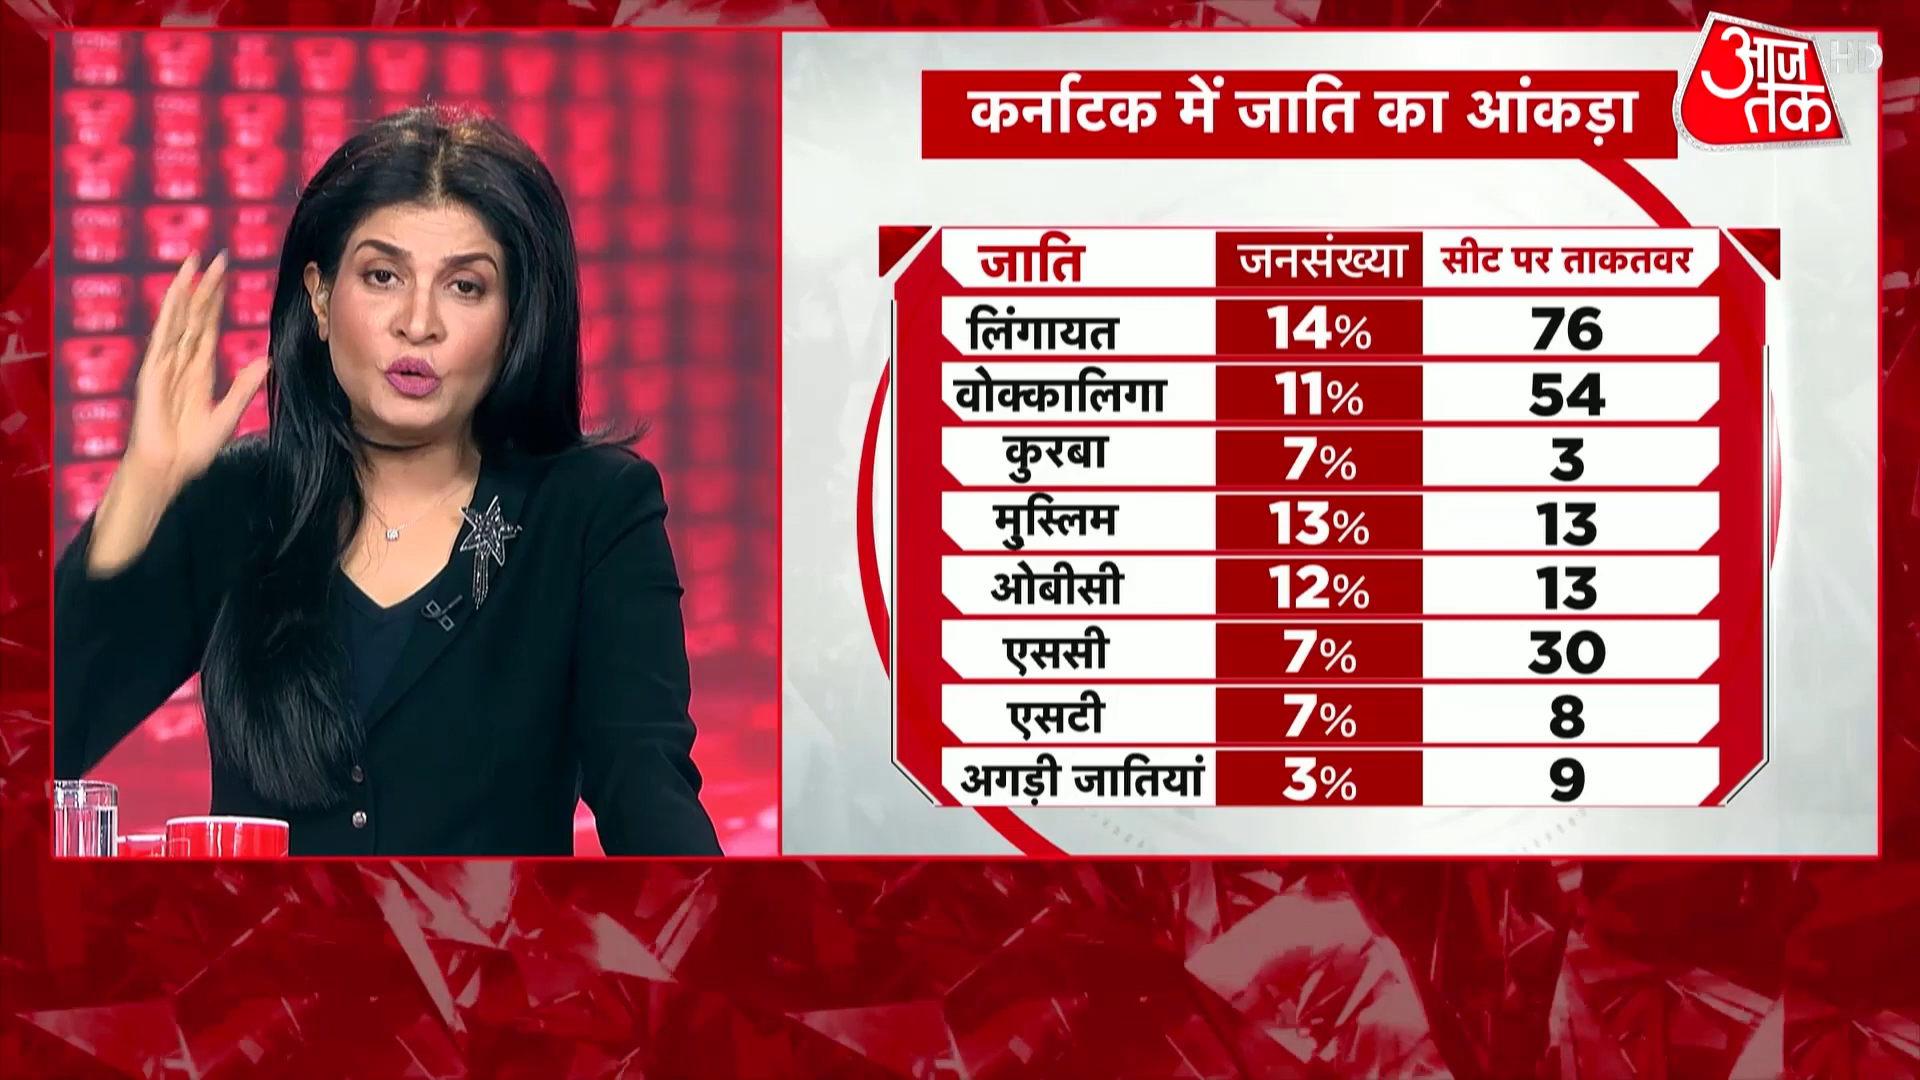 आज
तक
HD
कर्नाटक में जाति का आंकड़ा
जाति जनसंख्या सीट पर ताकतवर
लिंगायत 14% 76
वोक्कालिगा 11% 54
कुरबा 7% 3
मुस्लिम 13% 13
ओबीसी 12% 13
एससी 7% 30
एसटी 7% 8
अगड़ी जातियां 3% 9